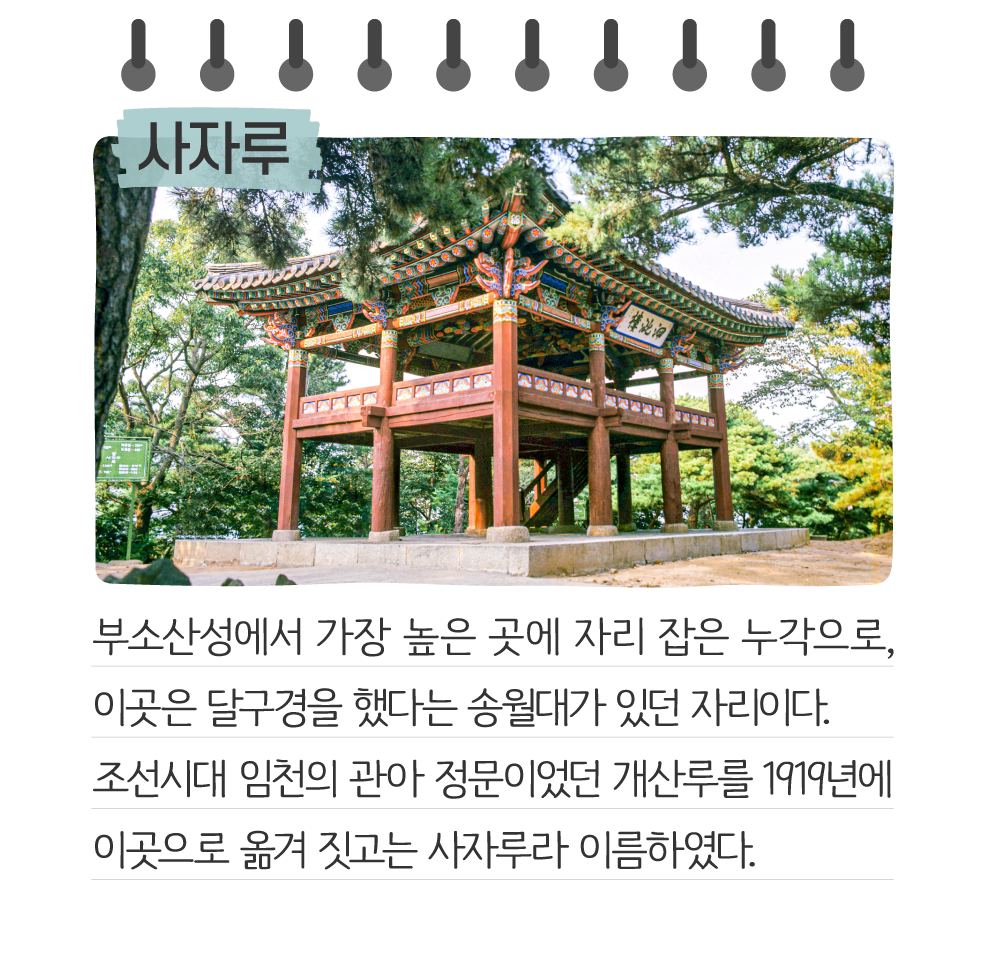 사자루
부소산성에서 가장 높은 곳에 자리 잡은 누각으로,
이곳은 달구경을 했다는 송월대가 있던 자리이다.
조선시대 임천의 관아 정문이었던 개산루를 1919년에
이곳으로 옮겨 짓고는 사자루라 이름하였다.